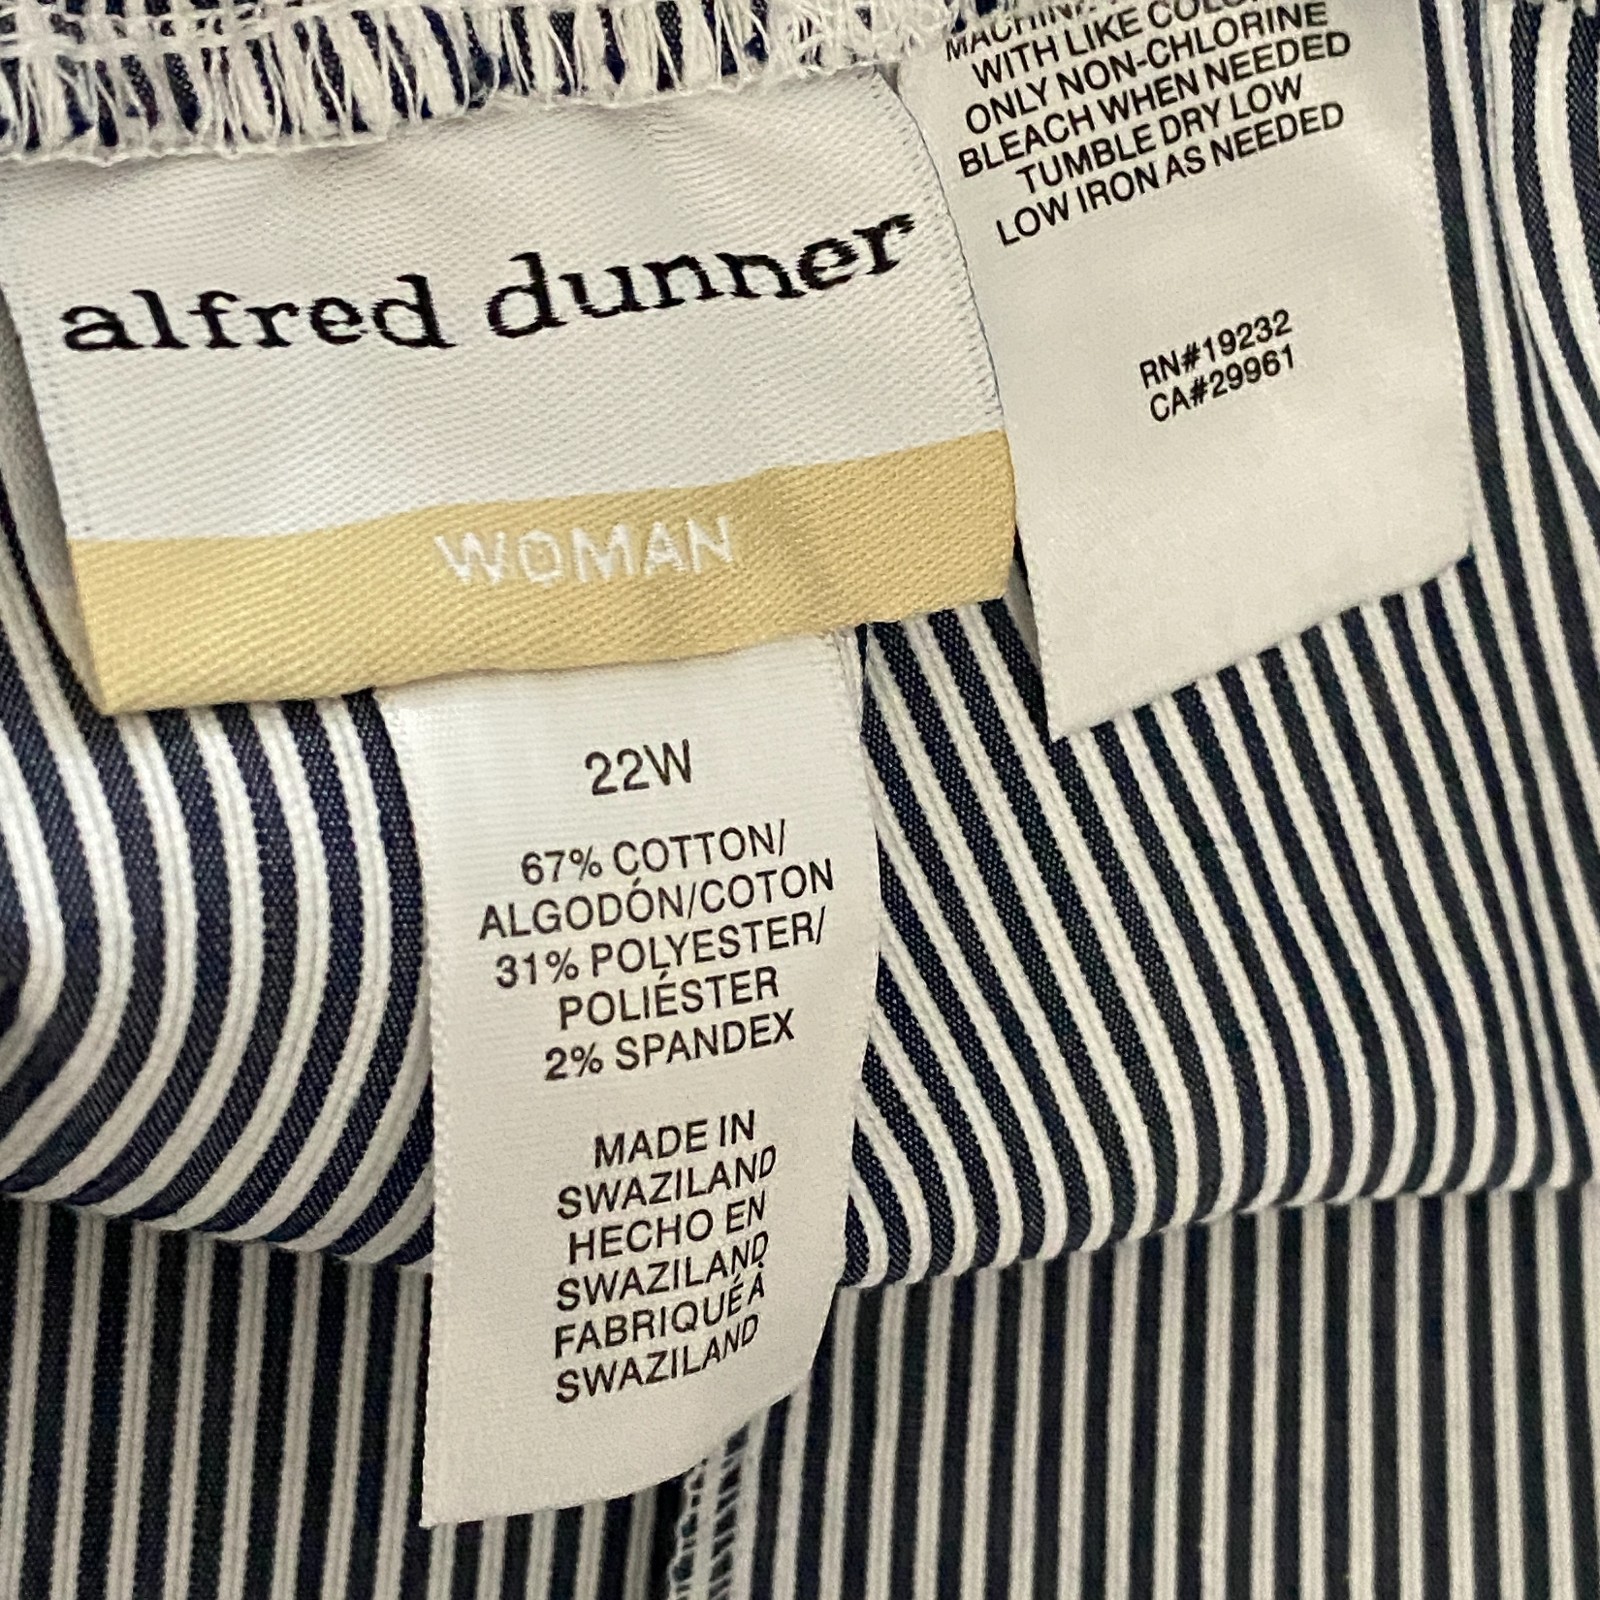 MACHINE
WITH LIKE
ONLY NON-CHLORINE
BLEACH WHEN NEEDED
TUMBLE DRY LOW
LOW IRON AS NEEDED
RN#19232
CA#29961
alfred dunner
WOMAN
22W
67% COTTON/
ALGODÓN/COTON
31% POLYESTER/
POLIÉSTER
2% SPANDEX
MADE IN
SWAZILAND
HECHO EN
SWAZILAND
FABRIQUÉ À
SWAZILAND